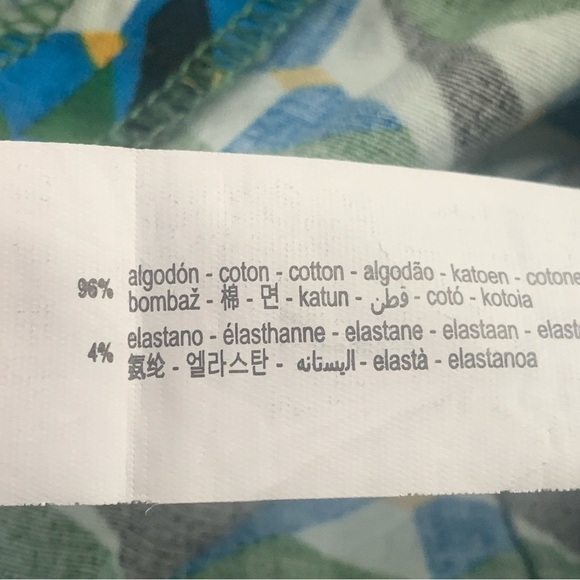 96% algodón - coton - cotton - algodão - katoen - cotone
bombaž - 棉 - 면 - katun - قطن - cotó - kotoia
4% elastano - élasthanne - elastane - elastaan - elast
氨纶 - 엘라스탄 - اليستانه - elastà - elastanoa